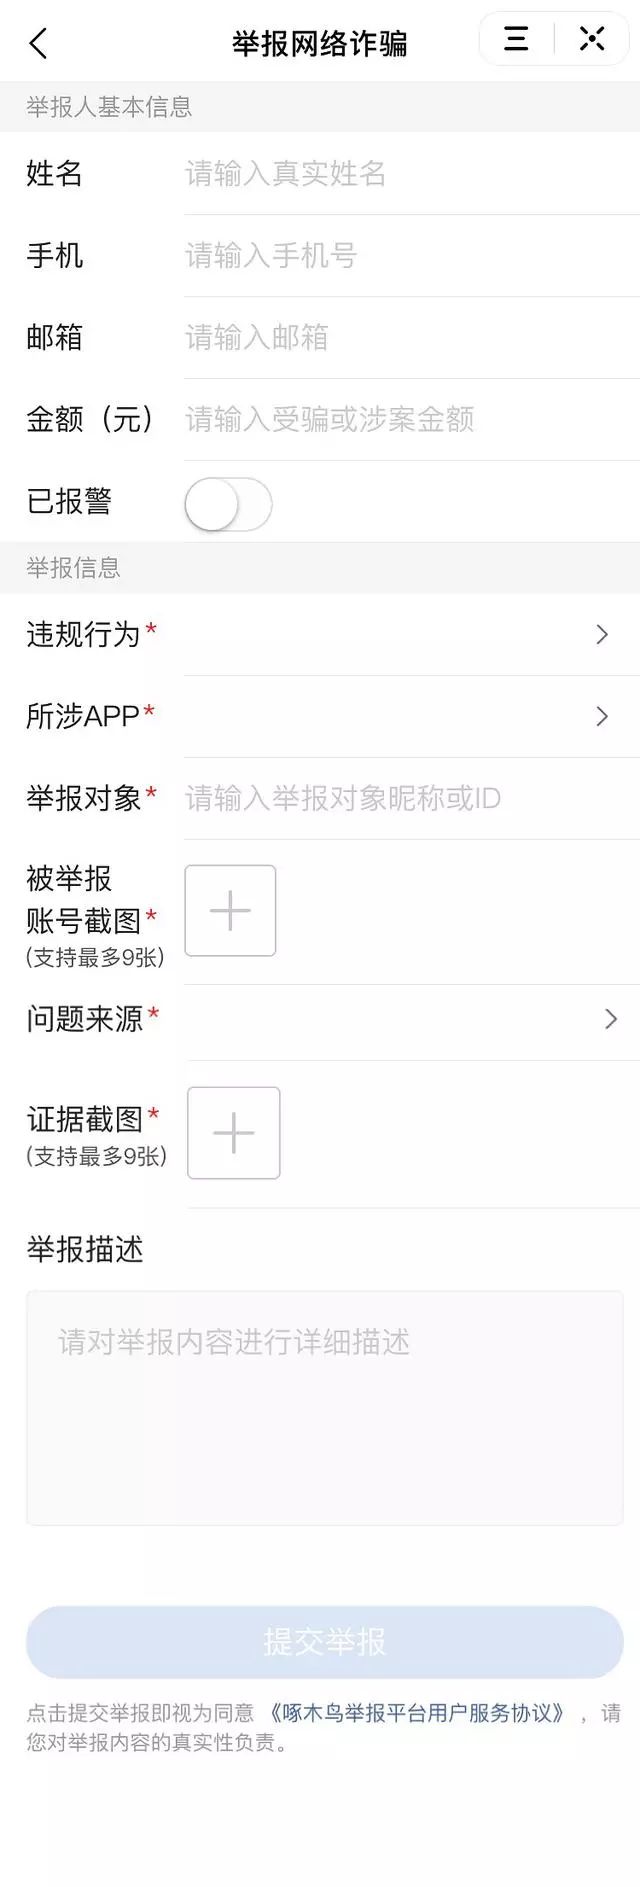 举报网络诈骗
举报人基本信息
姓名 请输入真实姓名
手机 请输入手机号
邮箱 请输入邮箱
金额（元） 请输入受骗或涉案金额
已报警
举报信息
违规行为*
所涉APP*
举报对象* 请输入举报对象昵称或ID
被举报
账号截图*
(支持最多9张)
问题来源*
证据截图*
(支持最多9张)
举报描述
请对举报内容进行详细描述
提交举报
点击提交举报即视为同意《啄木鸟举报平台用户服务协议》，请
您对举报内容的真实性负责。